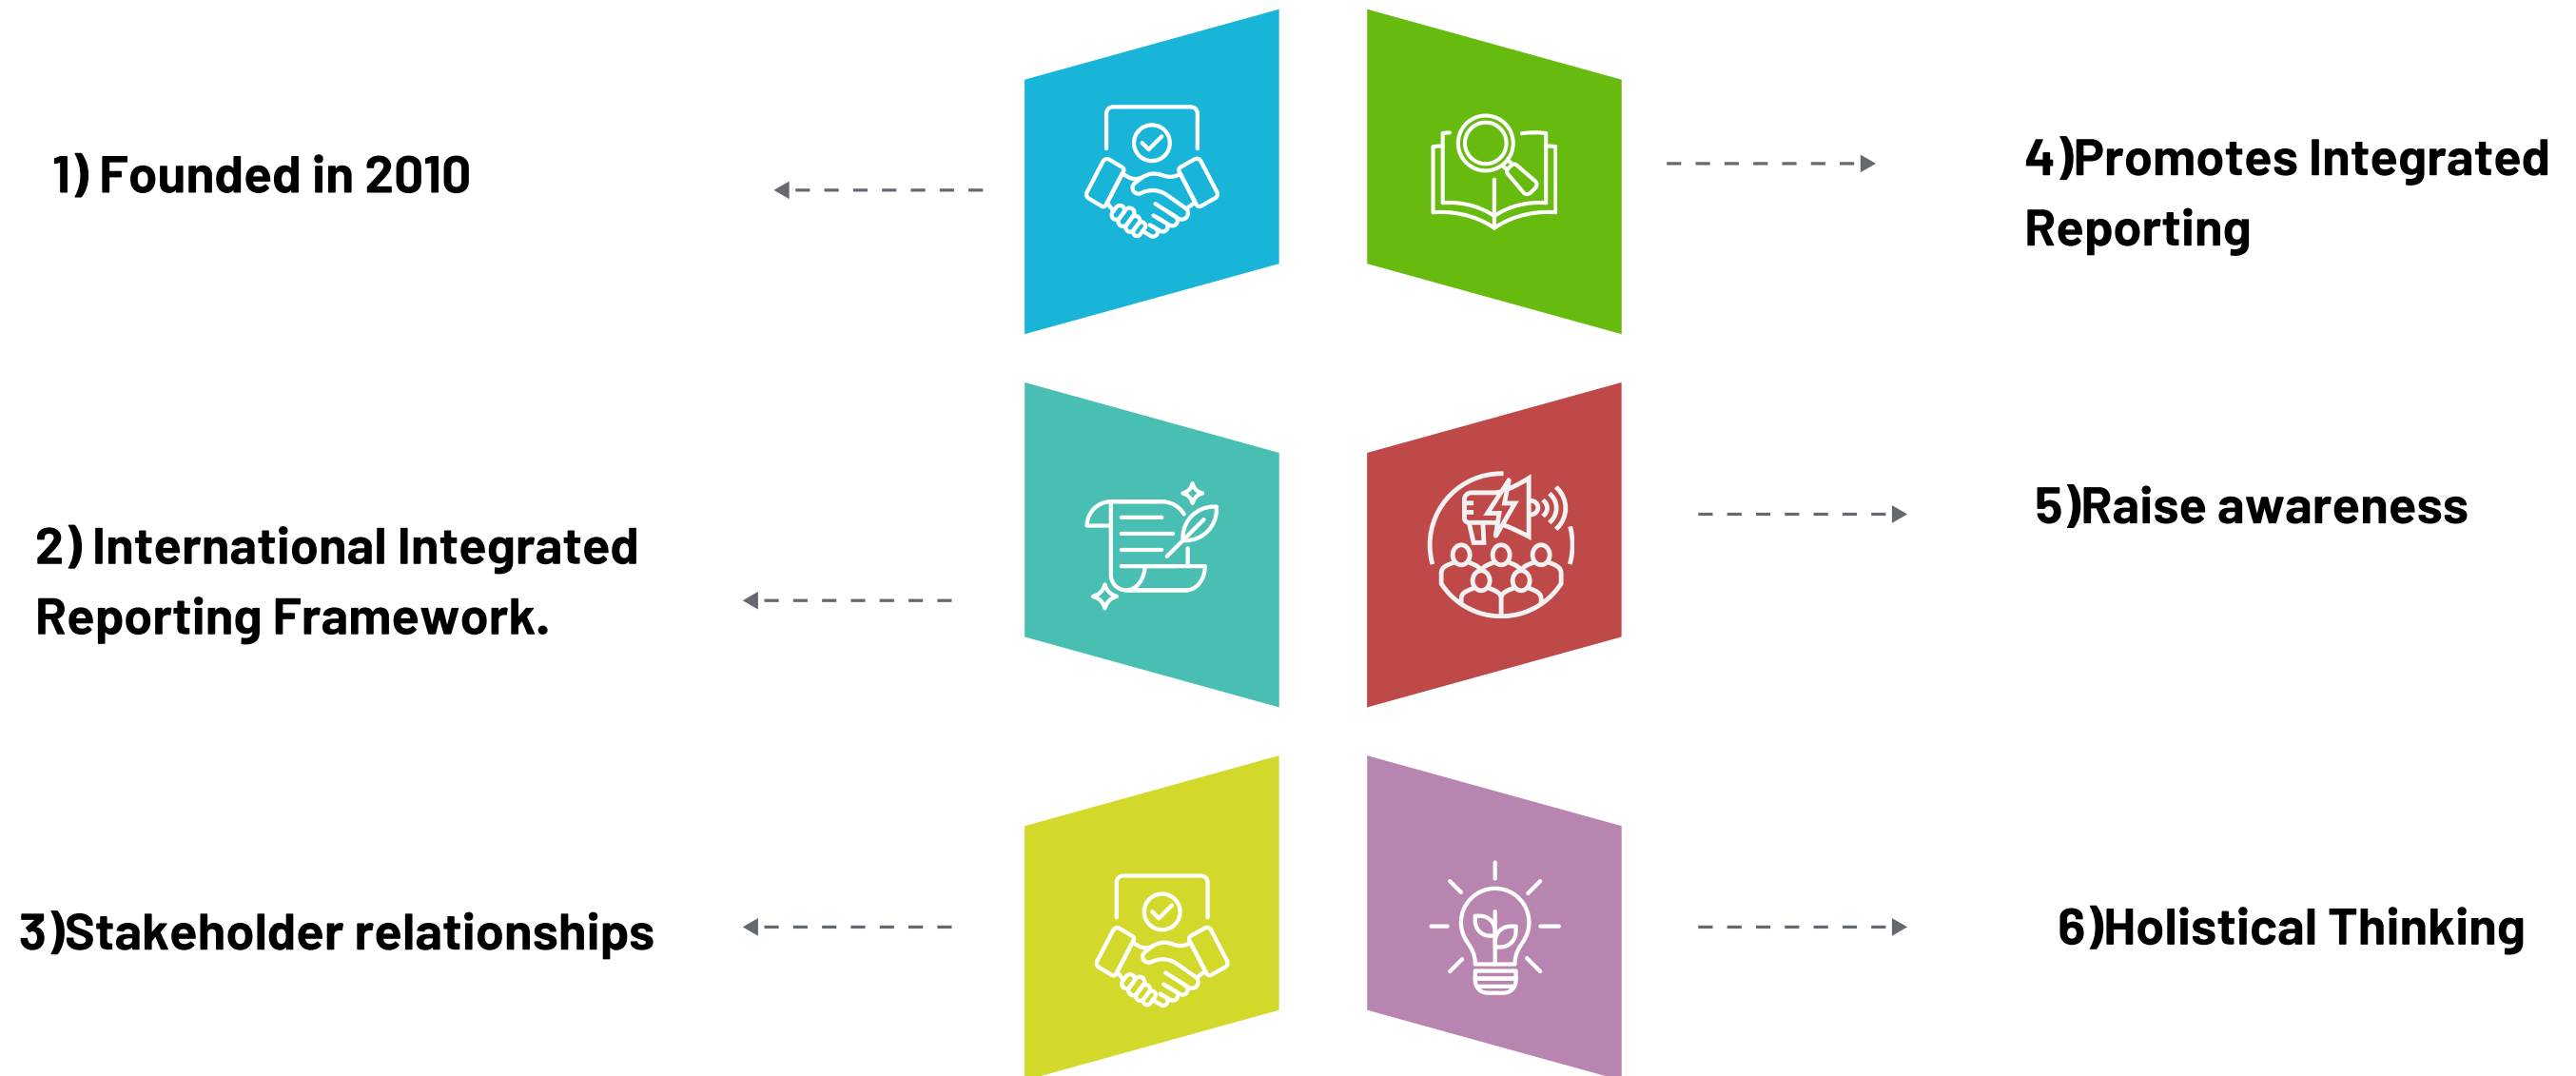 1) Founded in 2010
2) International Integrated
Reporting Framework.
3)Stakeholder relationships
4)Promotes Integrated
Reporting
5)Raise awareness
6)Holistical Thinking